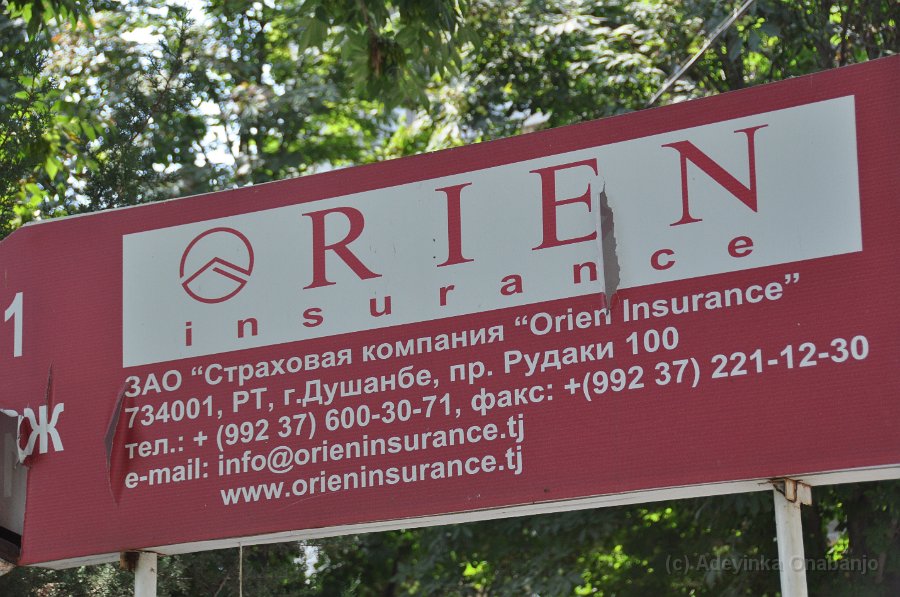 ORIEN
insurance
ЗАО “Страховая компания “Orien Insurance”
734001, РТ, г.Душанбе, пр. Рудаки 100
тел.: + (992 37) 600-30-71, факс: +(992 37) 221-12-30
e-mail: info@orieninsurance.tj
www.orieninsurance.tj
1
ОЖ
(c) Adeyinka Onabanjo